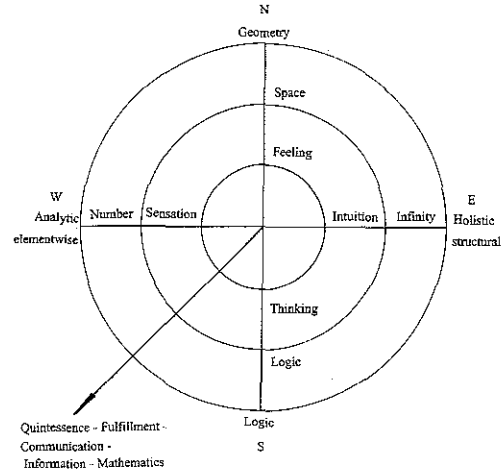 N
Geometry
Space
Feeling
W
Analytic
elementwise
Number
Sensation
Intuition
Infinity
E
Holistic
structural
Thinking
Logic
Logic
S
Quintessence - Fulfillment -
Communication -
Information - Mathematics